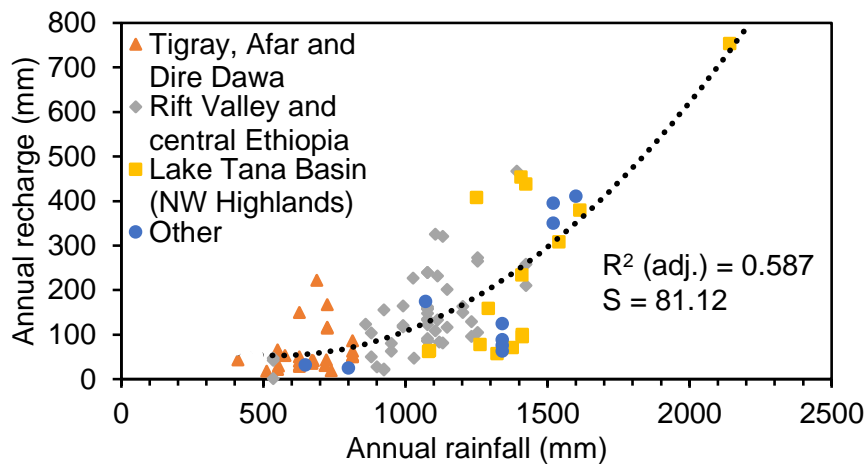 800
700
600
500
400
300
200
100
0
Annual recharge (mm)
Tigray, Afar and
Dire Dawa
Rift Valley and
central Ethiopia
Lake Tana Basin
(NW Highlands)
Other
R² (adj.) = 0.587
S = 81.12
0 500 1000 1500 2000 2500
Annual rainfall (mm)